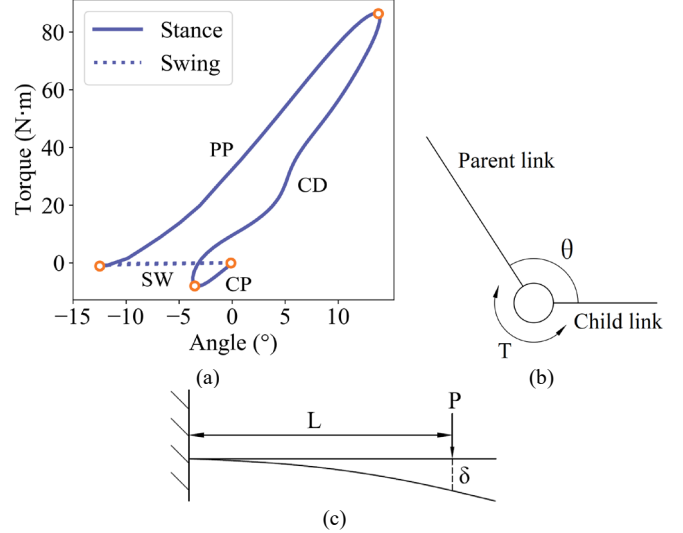 Stance
Swing
80
60
40
20
0
Torque (N·m)
PP
CD
SW
CP
−15
−10
−5
0
5
10
Angle (°)
(a)
Parent link
θ
Child link
T
(b)
L
P
δ
(c)